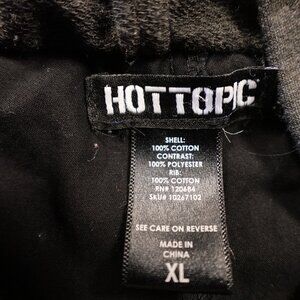 HOTTOPIC
SHELL:
100% COTTON
CONTRAST:
100% POLYESTER
RIB:
100% COTTON
RN# 120684
SKU# 10267102
SEE CARE ON REVERSE
MADE IN
CHINA
XL